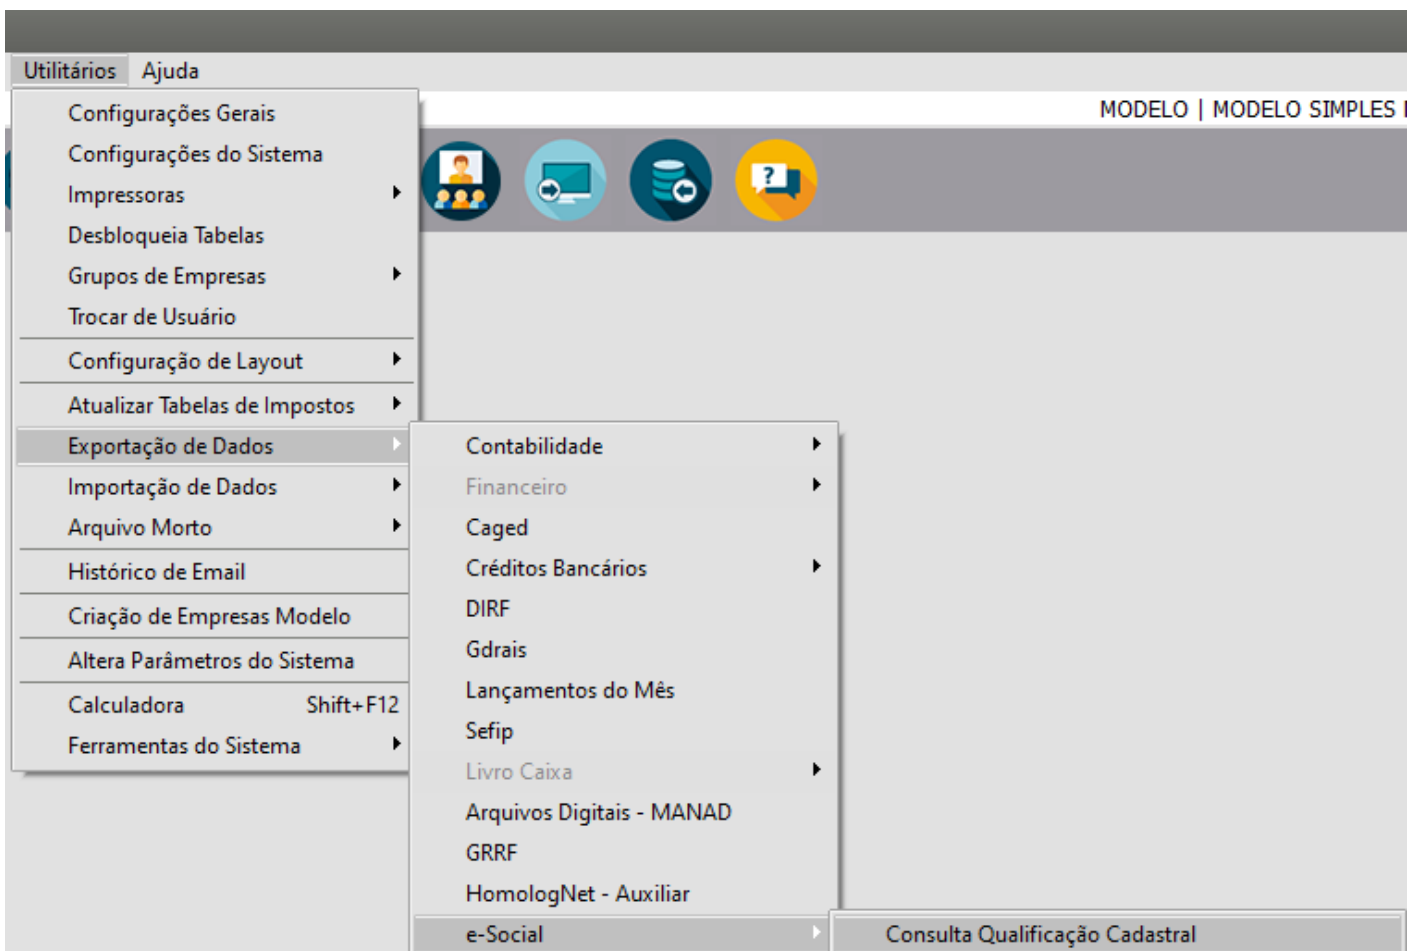 Utilitários Ajuda
MODELO | MODELO SIMPLES
Configurações Gerais
Configurações do Sistema
Impressoras
Desbloqueia Tabelas
Grupos de Empresas
Trocar de Usuário
Configuração de Layout
Atualizar Tabelas de Impostos
Exportação de Dados
Importação de Dados
Arquivo Morto
Histórico de Email
Criação de Empresas Modelo
Altera Parâmetros do Sistema
Calculadora Shift+F12
Ferramentas do Sistema
Contabilidade
Financeiro
Caged
Créditos Bancários
DIRF
Gdrais
Lançamentos do Mês
Sefip
Livro Caixa
Arquivos Digitais - MANAD
GRRF
HomologNet - Auxiliar
e-Social
Consulta Qualificação Cadastral
?